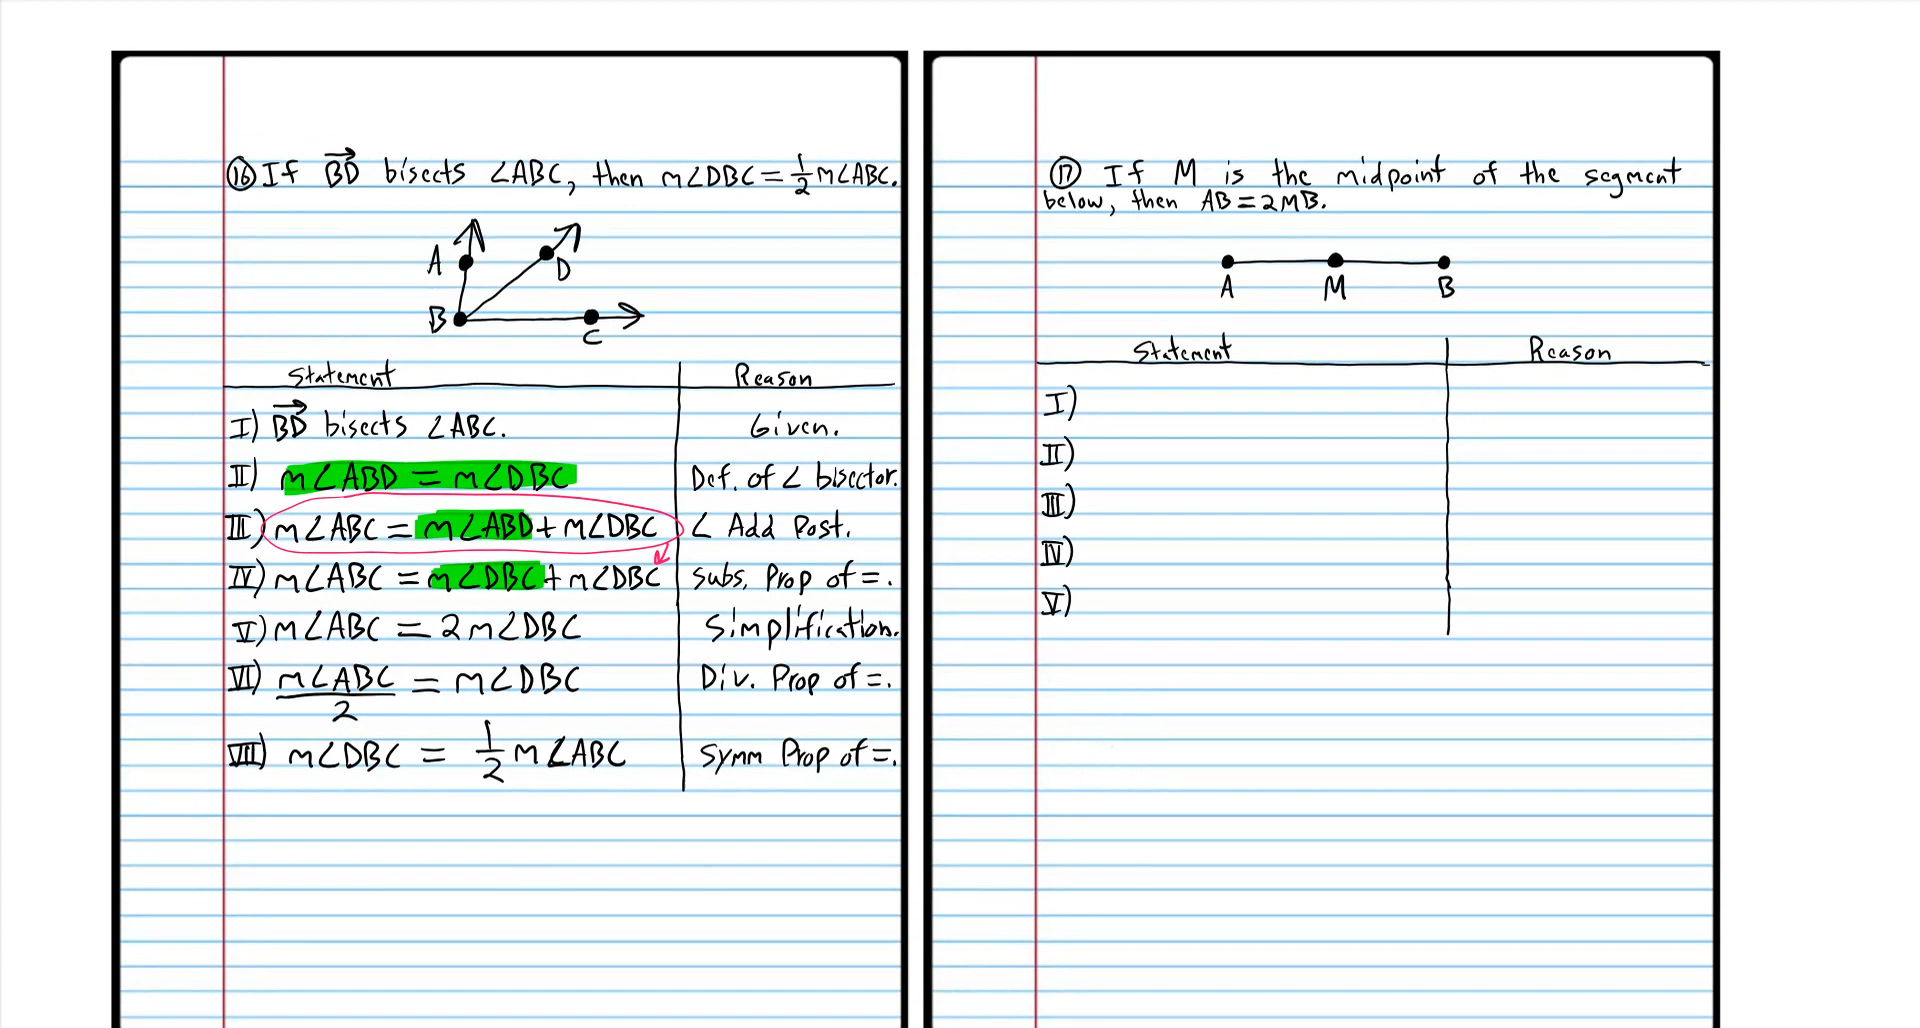 ⑯ If BD bisects ∠ABC, then m∠DBC = 1/2 m∠ABC.
A
D
B
C
Statement Reason
I) BD bisects ∠ABC. Given.
II) m∠ABD = m∠DBC Def. of ∠ bisector.
III) m∠ABC = m∠ABD + m∠DBC ∠ Add Post.
IV) m∠ABC = m∠DBC + m∠DBC Subs. Prop of =.
V) m∠ABC = 2m∠DBC Simplification.
VI) m∠ABC/2 = m∠DBC Div. Prop of =.
VII) m∠DBC = 1/2 m∠ABC Symm Prop of =.
⑰ If M is the midpoint of the segment
below, then AB = 2MB.
A M B
Statement Reason
I)
II)
III)
IV)
V)